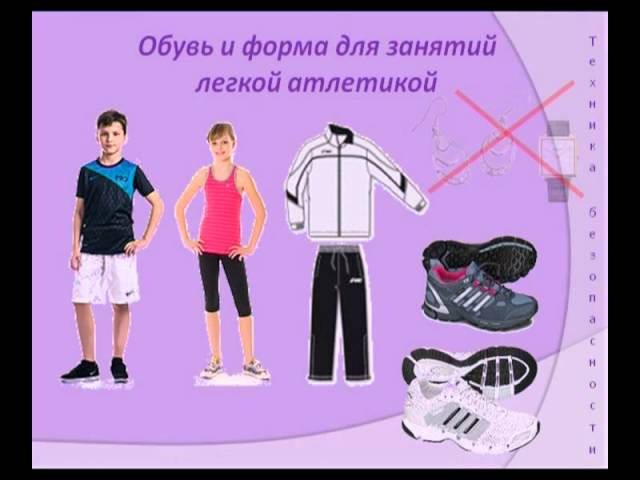 Обувь и форма для занятий
легкой атлетикой
Техника безопасности